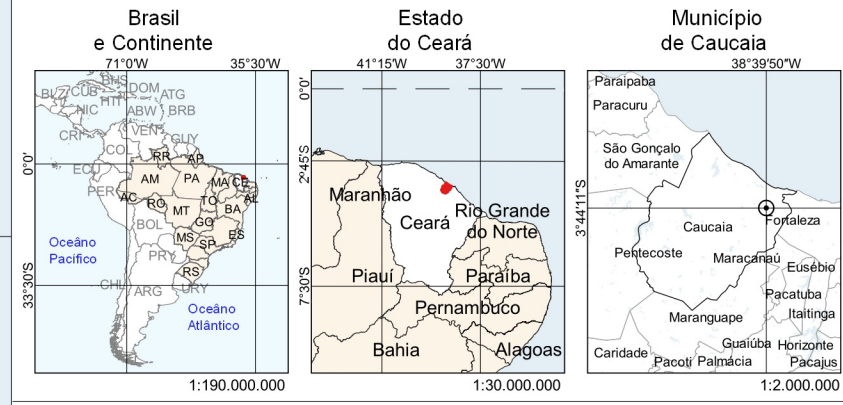 Brasil
e Continente
71°0'W
35°30'W
0°0'
33°30'S
BHS
BLZ
CUB
DOM
ATG
HTI
NIC
ABW
BRB
CRI
VEN
GUY
COL
RR
AP
ECU
AM
PA
MA
CE
PER
AC
RO
TO
AL
MT
BA
BOL
GO
MS
ES
SP
PRY
RS
CHL
ARG
URY
Oceâno
Pacífico
Oceâno
Atlântico
1:190.000.000
Estado
do Ceará
41°15'W
37°30'S
0°0'
2°45'S
7°30'S
Maranhão
Ceará
Rio Grande
do Norte
Piauí
Paraíba
Pernambuco
Bahia
Alagoas
1:30.000.000
Município
de Caucaia
38°39'50"W
3°44'11"S
Paraipaba
Paracuru
São Gonçalo
do Amarante
Caucaia
Fortaleza
Pentecoste
Maracanaú
Eusébio
Pacatuba
Itaitinga
Maranguape
Guaiúba
Horizonte
Caridade
Pacoti
Palmácia
Pacajus
1:2.000.000